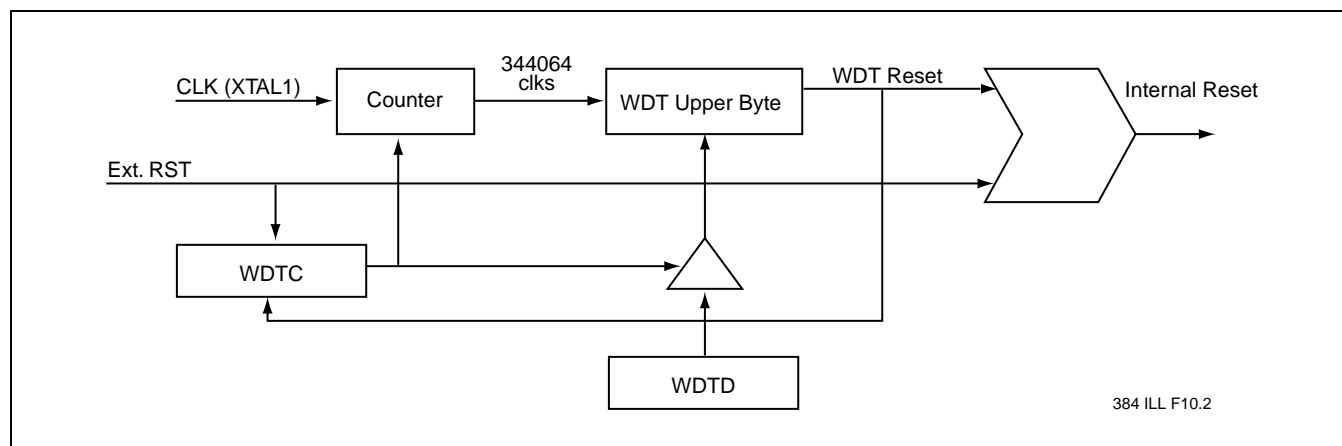 344064
clks
CLK (XTAL1)
Counter
WDT Upper Byte
WDT Reset
Internal Reset
Ext. RST
WDTC
WDTD
384 ILL F10.2